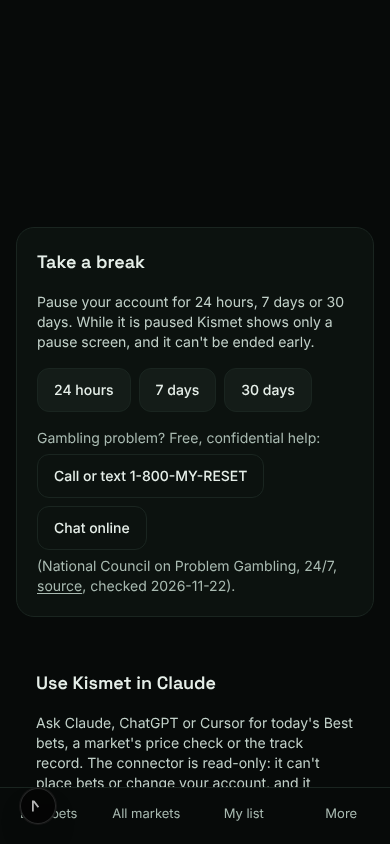 Take a break
Pause your account for 24 hours, 7 days or 30
days. While it is paused Kismet shows only a
pause screen, and it can't be ended early.
24 hours
7 days
30 days
Gambling problem? Free, confidential help:
Call or text 1-800-MY-RESET
Chat online
(National Council on Problem Gambling, 24/7,
source, checked 2026-11-22).
Use Kismet in Claude
Ask Claude, ChatGPT or Cursor for today's Best
bets, a market's price check or the track
record. The connector is read-only: it can't
place bets or change your account, and it
bets
All markets
My list
More